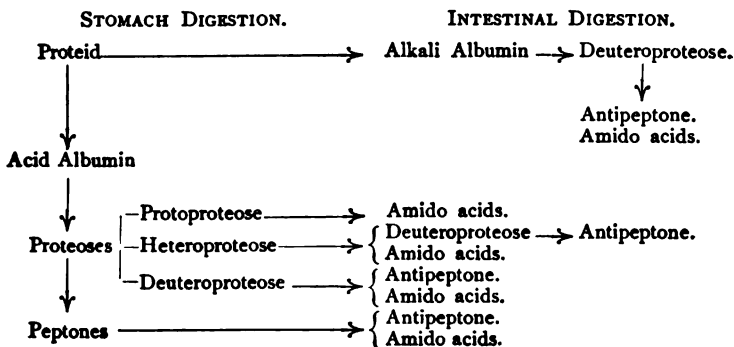 STOMACH DIGESTION. INTESTINAL DIGESTION.
Proteid Alkali Albumin Deuteroproteose.
Antipeptone.
Amido acids.
Acid Albumin
Protoproteose Amido acids.
Deuteroproteose Antipeptone.
Proteoses Heteroproteose
Amido acids.
Antipeptone.
Deuteroproteose
Amido acids.
Antipeptone.
Peptones
Amido acids.